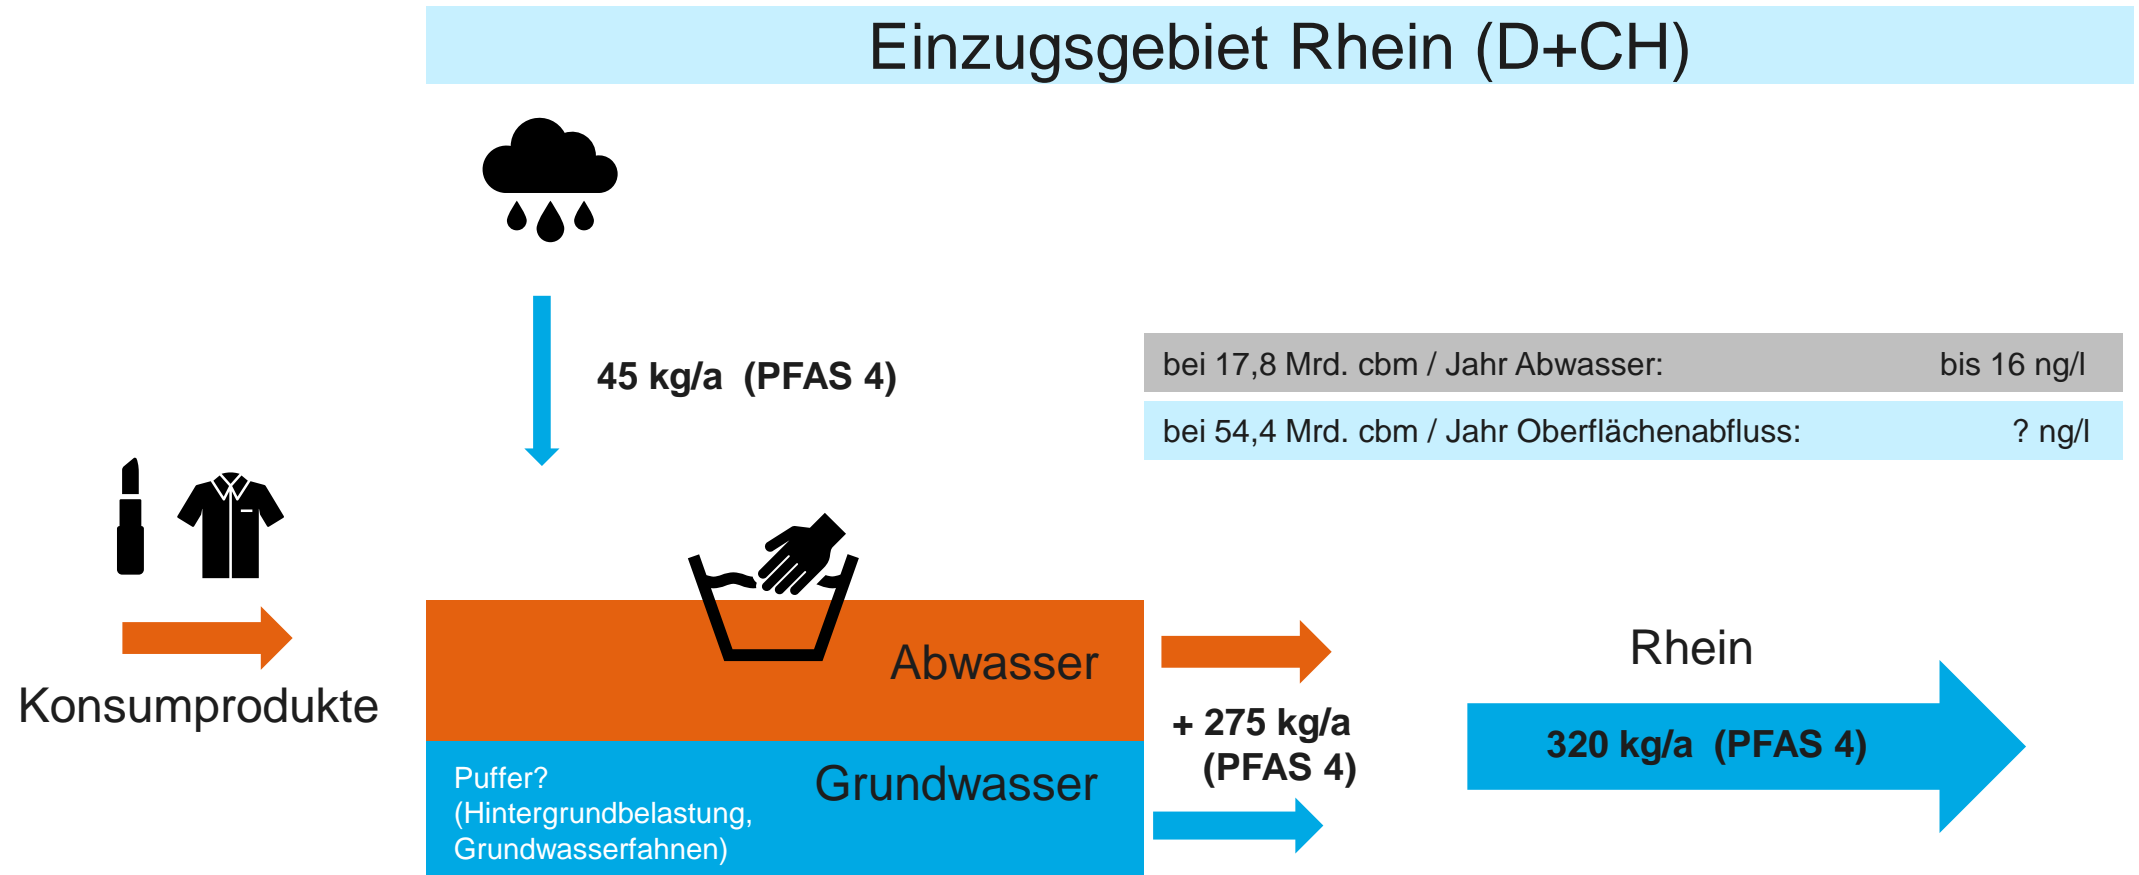 Einzugsgebiet Rhein (D+CH)
45 kg/a (PFAS 4)
bei 17,8 Mrd. cbm / Jahr Abwasser: bis 16 ng/l
bei 54,4 Mrd. cbm / Jahr Oberflächenabfluss: ? ng/l
Konsumprodukte
Abwasser
Puffer?
(Hintergrundbelastung,
Grundwasserfahnen)
Grundwasser
+ 275 kg/a
(PFAS 4)
Rhein
320 kg/a (PFAS 4)